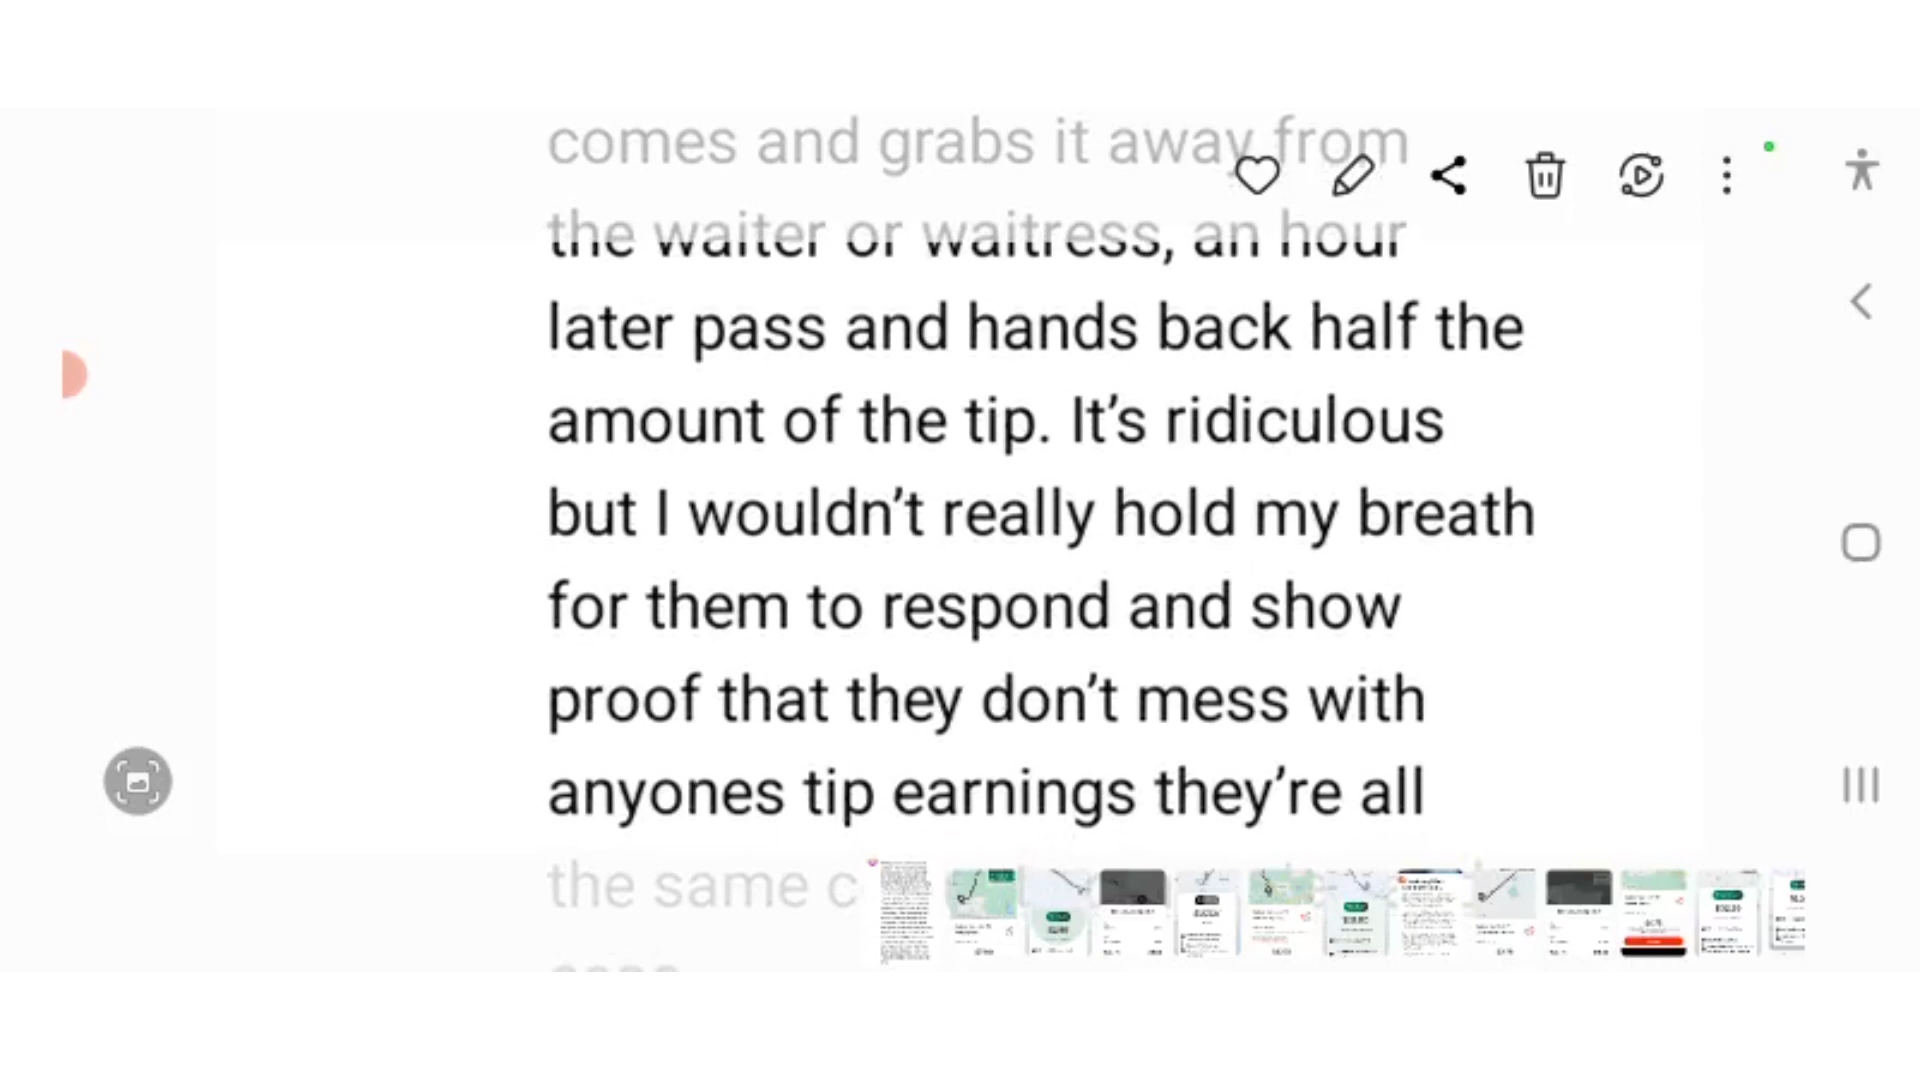 comes and grabs it away from
the waiter or waitress, an hour
later pass and hands back half the
amount of the tip. It’s ridiculous
but I wouldn’t really hold my breath
for them to respond and show
proof that they don’t mess with
anyones tip earnings they’re all
the same c